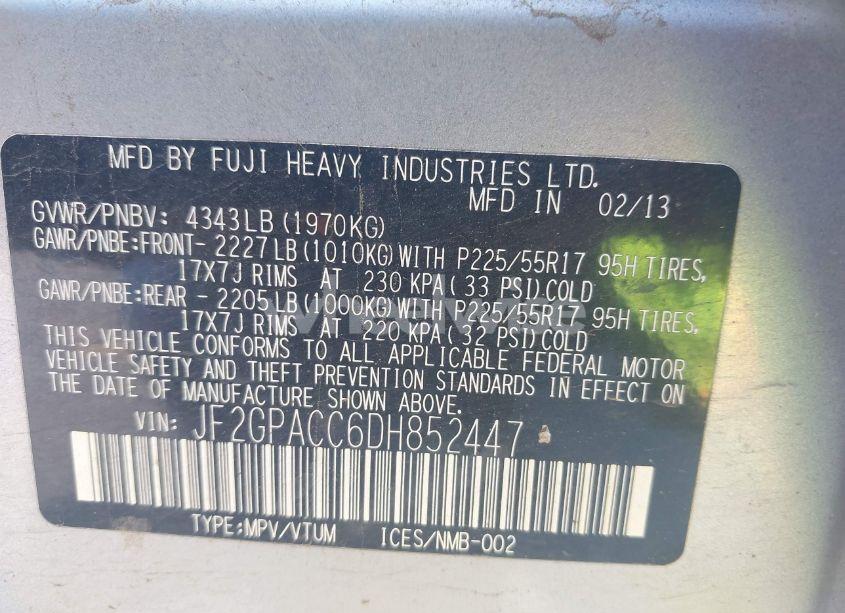 MFD BY FUJI HEAVY INDUSTRIES LTD.
MFD IN 02/13
GVWR/PNBV: 4343LB (1970KG)
GAWR/PNBE:FRONT- 2227LB (1010KG) WITH P225/55R17 95H TIRES,
17X7J RIMS AT 230 KPA ( 33 PSI) COLD
GAWR/PNBE:REAR - 2205LB (1000KG) WITH P225/55R17 95H TIRES,
17X7J RIMS AT 220 KPA ( 32 PSI) COLD
THIS VEHICLE CONFORMS TO ALL APPLICABLE FEDERAL MOTOR
VEHICLE SAFETY AND THEFT PREVENTION STANDARDS IN EFFECT ON
THE DATE OF MANUFACTURE SHOWN ABOVE.
VIN: JF2GPACC6DH852447
TYPE:MPV/VTUM ICES/NMB-002